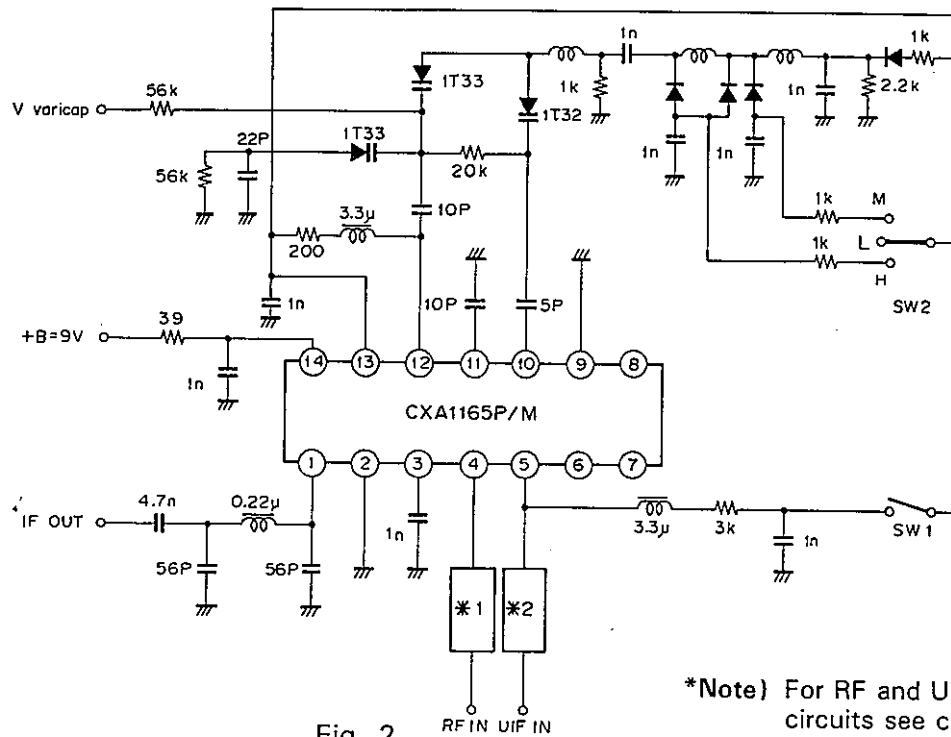 1n
1k
1T33
1k
1T32
1n
2.2k
V varicap
56k
1T33
22P
56k
20k
1n
1n
3.3μ
10P
200
1k
M
L
1k
H
SW2
1n
10P
5P
+B=9V
39
1n
14 13 12 11 10 9 8
CXA1165P/M
1 2 3 4 5 6 7
IF OUT
4.7n
0.22μ
56P
56P
1n
3.3μ
3k
1n
SW1
*1
*2
RF IN
UIF IN
Fig. 2
*Note) For RF and U
circuits see c